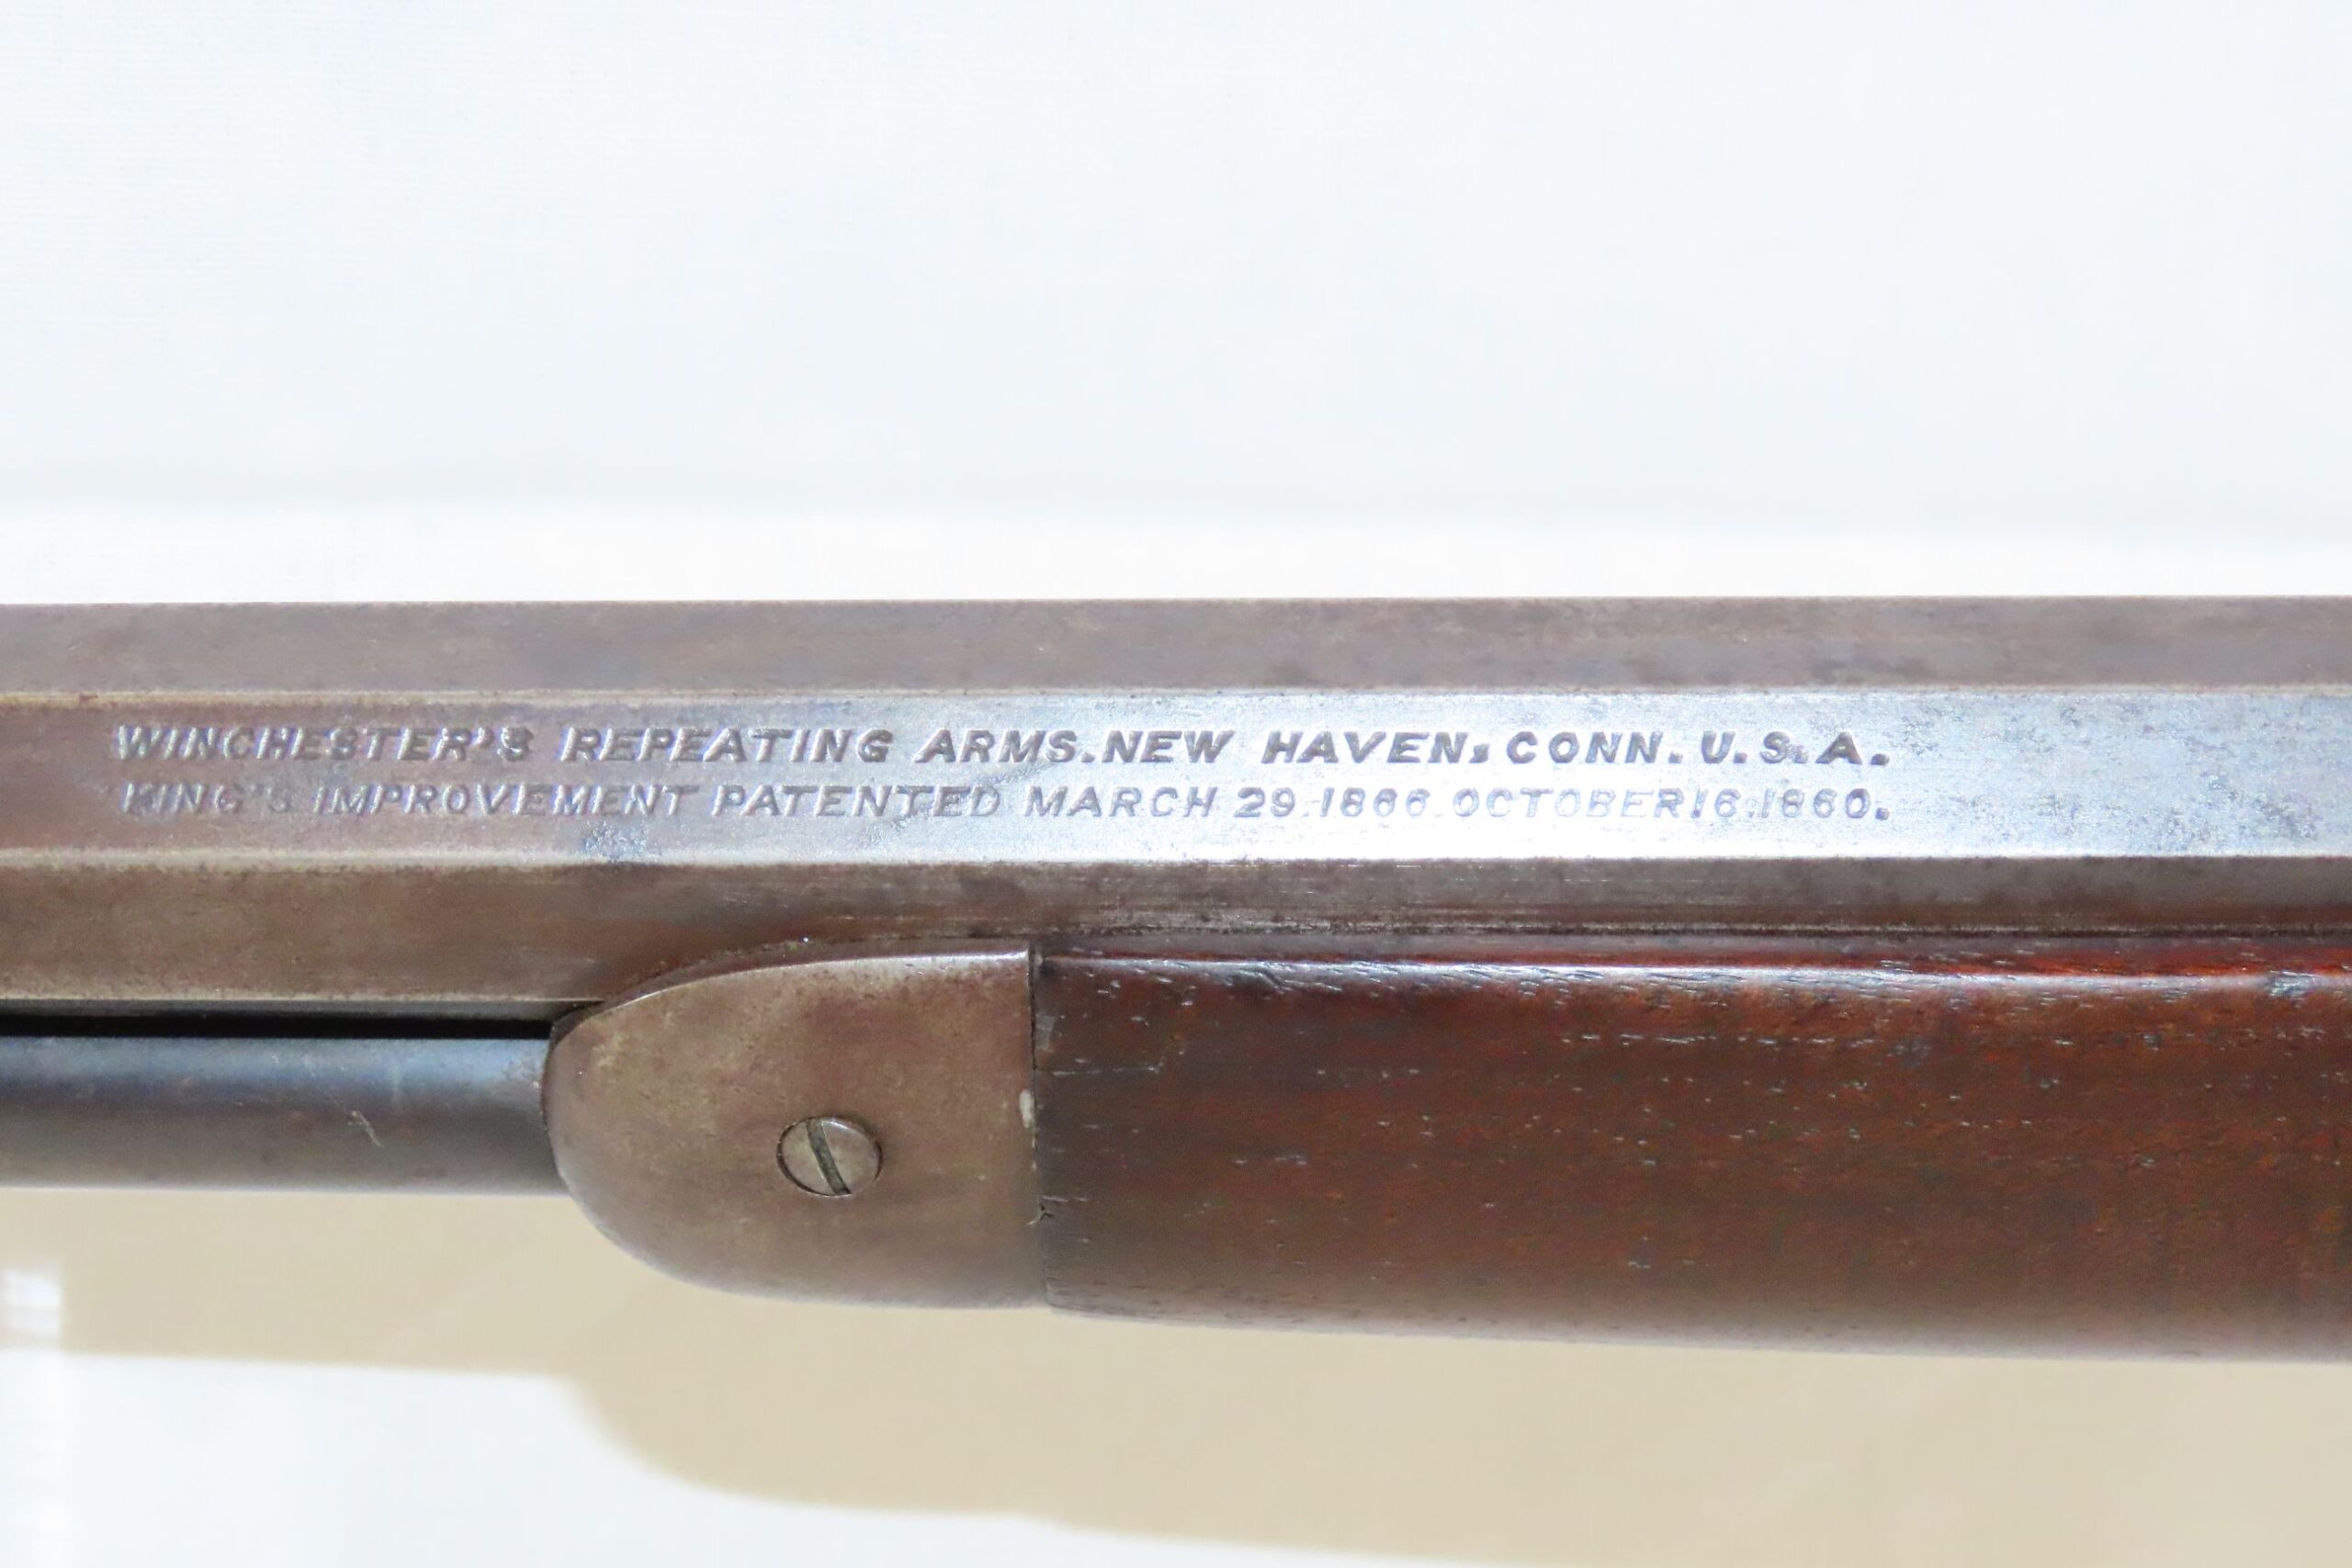 WINCHESTER'S REPEATING ARMS. NEW HAVEN, CONN. U.S.A.
KING'S IMPROVEMENT PATENTED MARCH 29. 1866. OCTOBER 16. 1860.